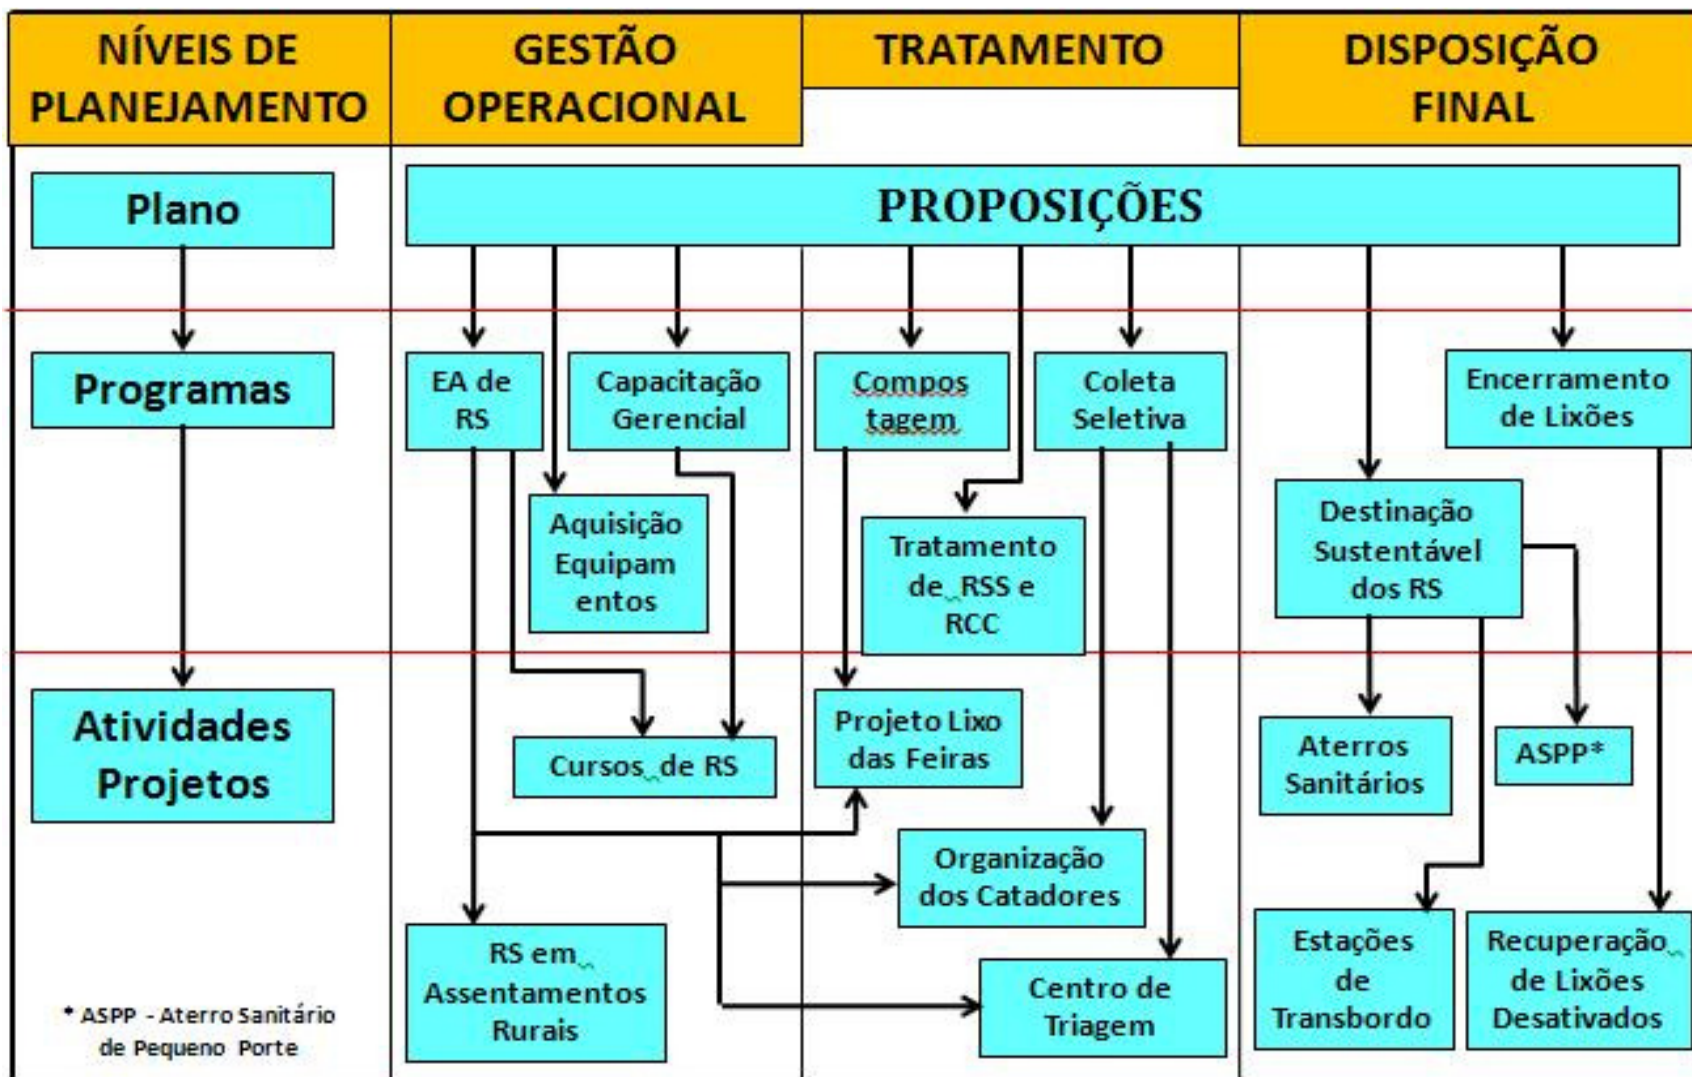 NÍVEIS DE
PLANEJAMENTO
GESTÃO
OPERACIONAL
TRATAMENTO
DISPOSIÇÃO
FINAL
Plano
PROPOSIÇÕES
Programas
EA de
RS
Capacitação
Gerencial
Compos
tagem
Coleta
Seletiva
Encerramento
de Lixões
Aquisição
Equipam
entos
Tratamento
de RSS e
RCC
Destinação
Sustentável
dos RS
Atividades
Projetos
Cursos de RS
Projeto Lixo
das Feiras
Aterros
Sanitários
ASPP*
Organização
dos Catadores
RS em
Assentamentos
Rurais
Centro de
Triagem
Estações
de
Transbordo
Recuperação
de Lixões
Desativados
* ASPP - Aterro Sanitário
de Pequeno Porte